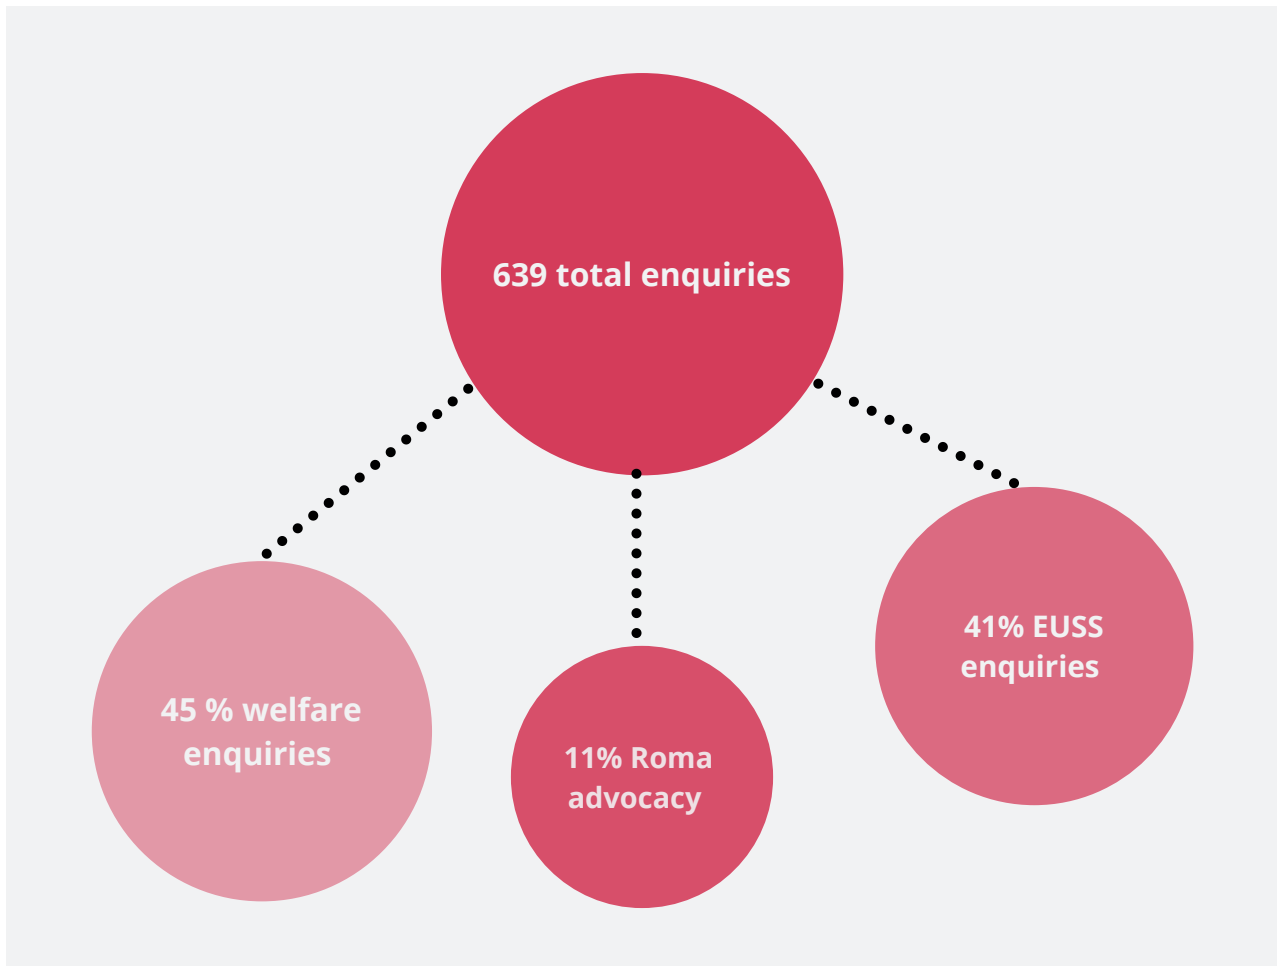 639 total enquiries
45 % welfare
enquiries
11% Roma
advocacy
41% EUSS
enquiries